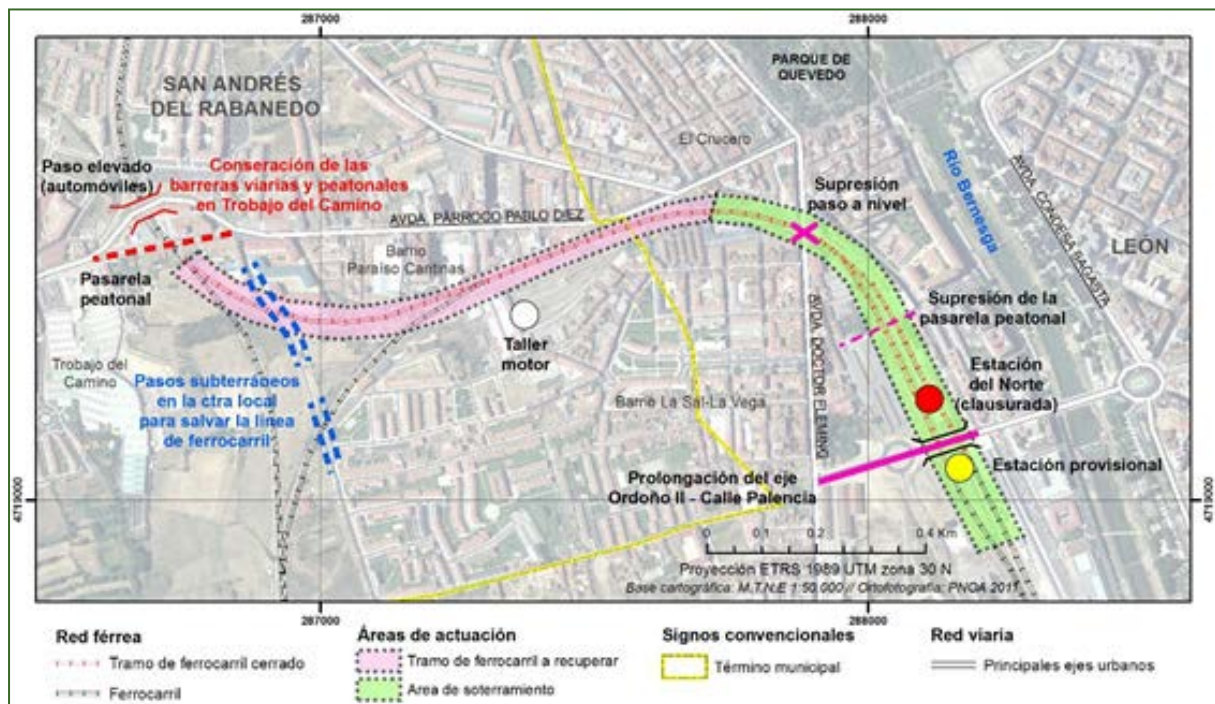 287000
288000
SAN ANDRÉS
DEL RABANEDO
PARQUE DE
QUEVEDO
El Crucero
Río Bernesga
AVDA. CONDESA SAGASTA
LEÓN
Paso elevado
(automóviles)
Conseración de las
barreras viarias y peatonales
en Trobajo del Camino
Supresión
paso a nivel
AVDA. PÁRROCO PABLO DÍEZ
Barrio
Paraíso Cantinas
Pasarela
peatonal
Supresión de la
pasarela peatonal
AVDA. DOCTOR FLEMING
Taller
motor
Trobajo del
Camino
Pasos subterráneos
en la ctra local
para salvar la línea
de ferrocarril
Estación
del Norte
(clausurada)
Barrio La Sal-La Vega
Estación provisional
Prolongación del eje
Ordoño II - Calle Palencia
4719000
4719000
0 0.1 0.2 0.4 Km
Proyección ETRS 1989 UTM zona 30 N
Base cartográfica: M.T.N.E 1:50 000 // Ortofotografía: PNOA 2011
287000
288000
Red férrea
Tramo de ferrocarril cerrado
Ferrocarril
Áreas de actuación
Tramo de ferrocarril a recuperar
Area de soterramiento
Signos convencionales
Término municipal
Red viaria
Principales ejes urbanos